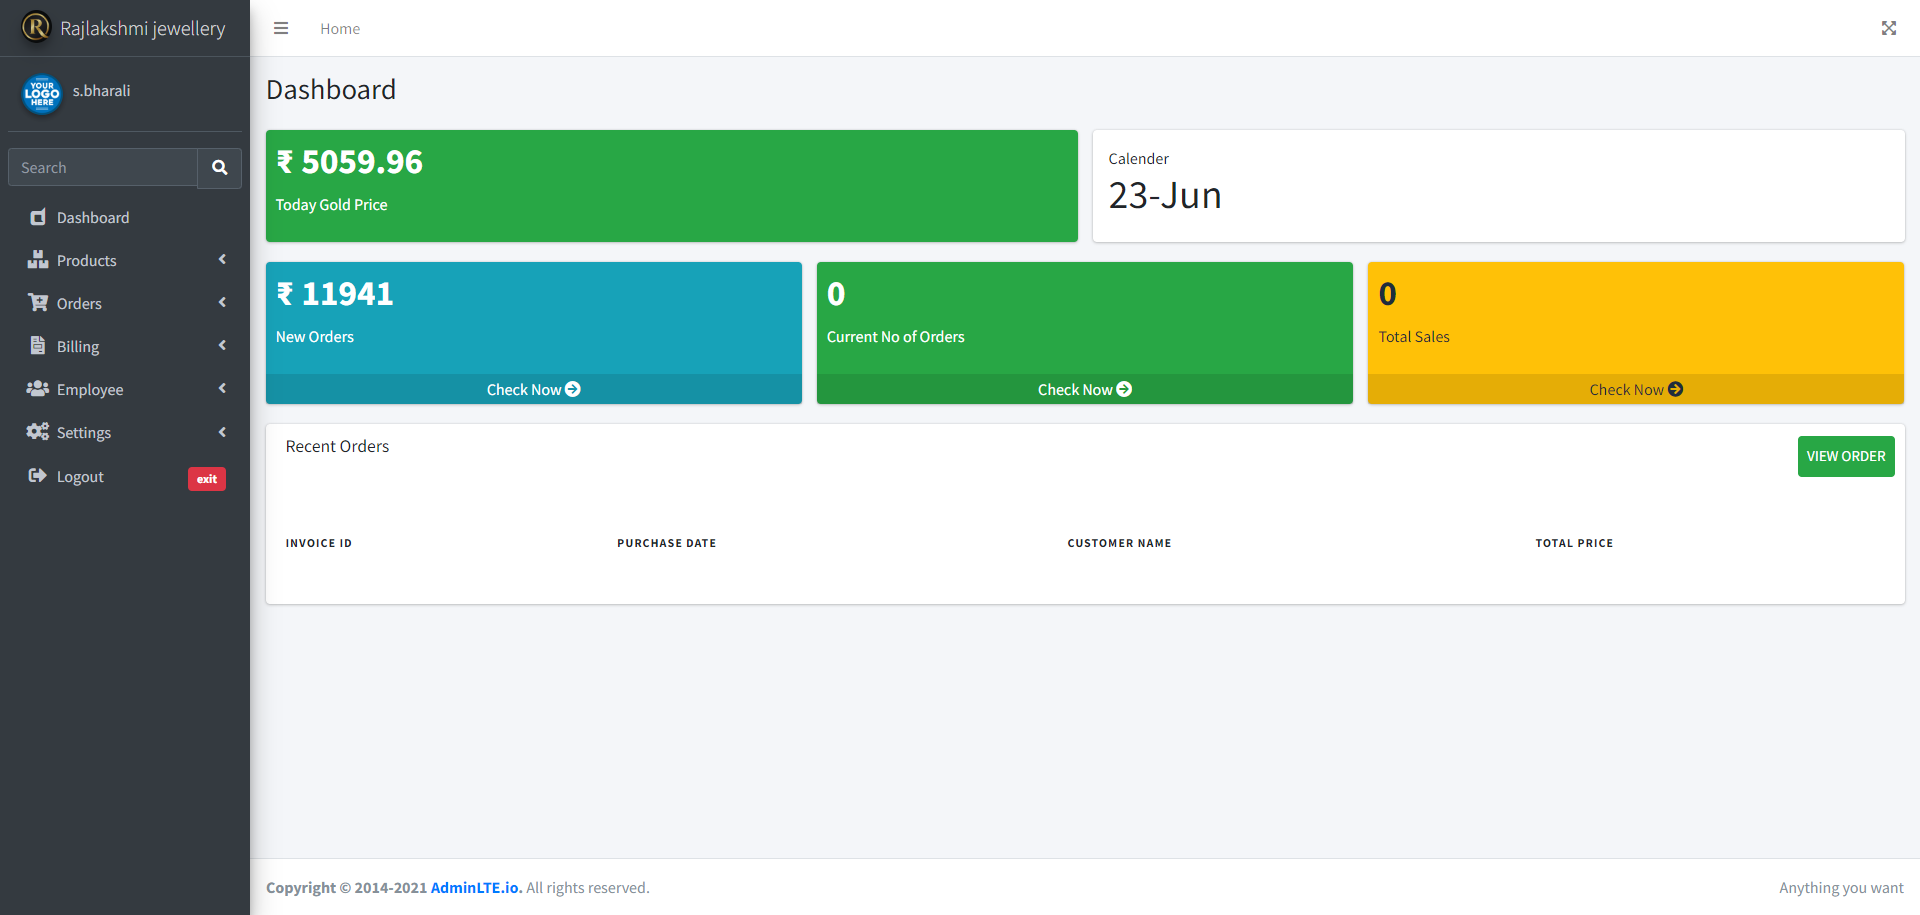 R Rajlakshmi jewellery
YOUR
LOGO
HERE
s.bharali
Search
Dashboard
Products
Orders
Billing
Employee
Settings
Logout exit
Home
Dashboard
₹ 5059.96
Today Gold Price
Calender
23-Jun
₹ 11941
New Orders
Check Now
0
Current No of Orders
Check Now
0
Total Sales
Check Now
Recent Orders
VIEW ORDER
INVOICE ID PURCHASE DATE CUSTOMER NAME TOTAL PRICE
Copyright © 2014-2021 AdminLTE.io. All rights reserved.
Anything you want